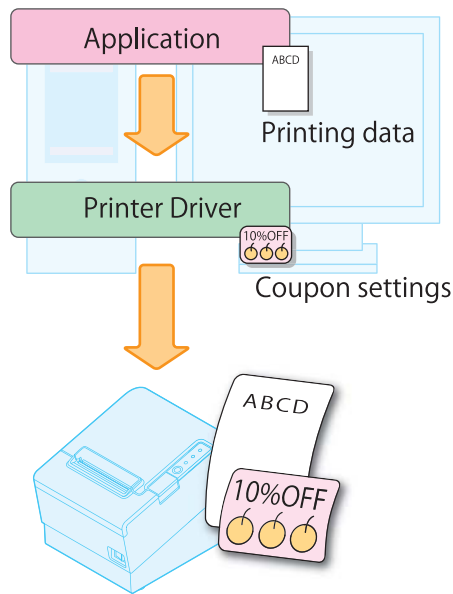 Application
ABCD
Printing data
Printer Driver
10%OFF
Coupon settings
ABCD
10%OFF